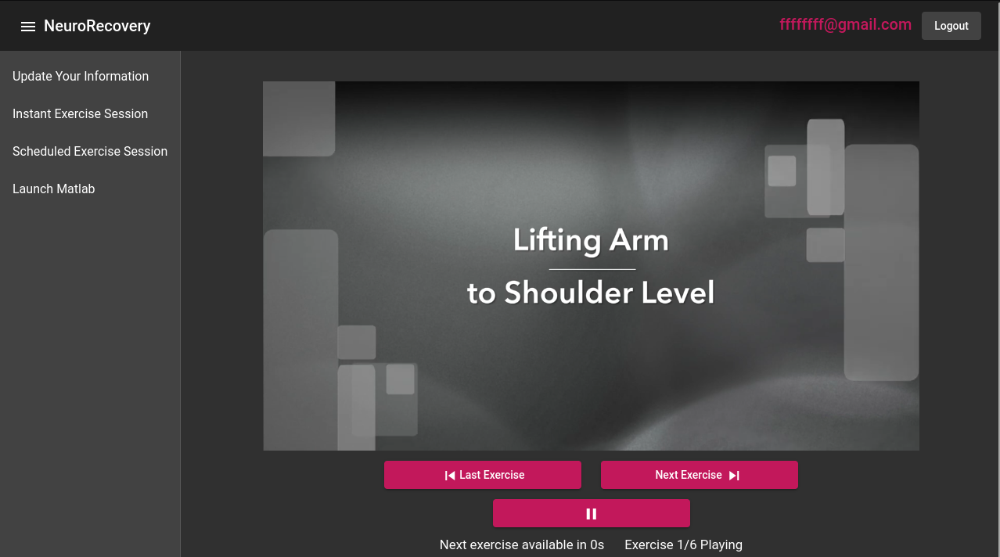 NeuroRecovery
ffffffff@gmail.com
Logout
Update Your Information
Instant Exercise Session
Scheduled Exercise Session
Launch Matlab
Lifting Arm
to Shoulder Level
Last Exercise
Next Exercise
Next exercise available in 0s
Exercise 1/6 Playing